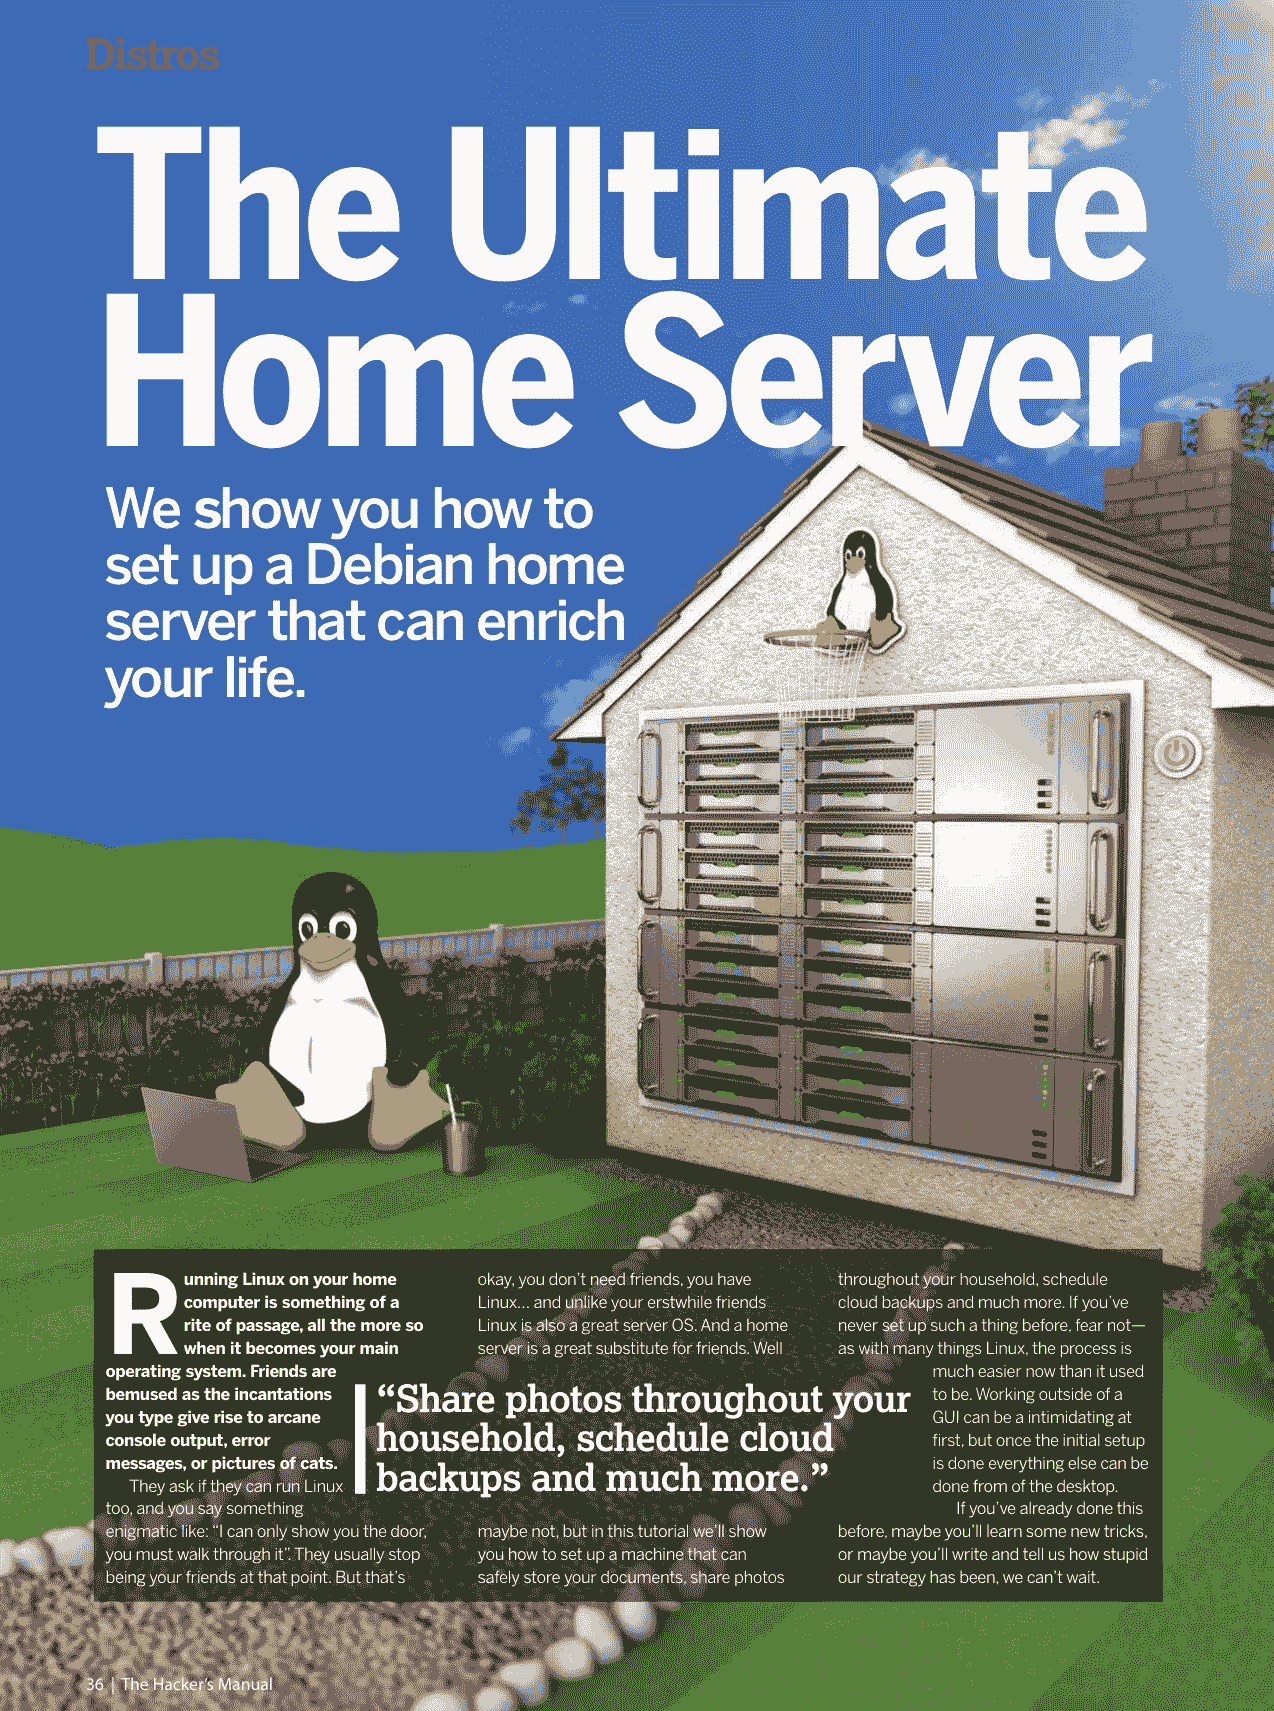 Distros
The Ultimate
Home Server
We show you how to
set up a Debian home
server that can enrich
your life.
Running Linux on your home
computer is something of a
rite of passage, all the more so
when it becomes your main
operating system. Friends are
bemused as the incantations
you type give rise to arcane
console output, error
messages, or pictures of cats.
They ask if they can run Linux
too, and you say something
enigmatic like: “I can only show you the door,
you must walk through it”. They usually stop
being your friends at that point. But that’s
okay, you don’t need friends, you have
Linux... and unlike your erstwhile friends
Linux is also a great server OS. And a home
server is a great substitute for friends. Well
“Share photos throughout your
household, schedule cloud
backups and much more.”
maybe not, but in this tutorial we’ll show
you how to set up a machine that can
safely store your documents, share photos
throughout your household, schedule
cloud backups and much more. If you’ve
never set up such a thing before, fear not—
as with many things Linux, the process is
much easier now than it used
to be. Working outside of a
GUI can be a intimidating at
first, but once the initial setup
is done everything else can be
done from of the desktop.
If you’ve already done this
before, maybe you’ll learn some new tricks,
or maybe you’ll write and tell us how stupid
our strategy has been, we can’t wait.
36 | The Hacker’s Manual